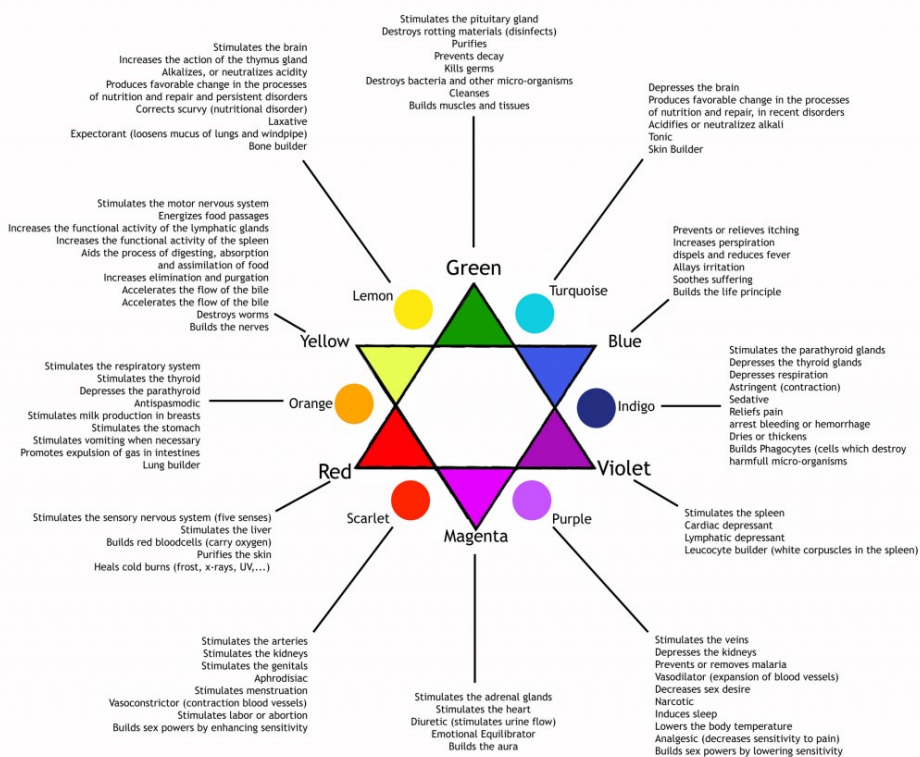 Stimulates the pituitary gland
Destroys rotting materials (disinfects)
Purifies
Prevents decay
Kills germs
Destroys bacteria and other micro-organisms
Cleanses
Builds muscles and tissues
Stimulates the brain
Increases the action of the thymus gland
Alkalizes, or neutralizes acidity
Produces favorable change in the processes
of nutrition and repair and persistent disorders
Corrects scurvy (nutritional disorder)
Laxative
Expectorant (loosens mucus of lungs and windpipe)
Bone builder
Depresses the brain
Produces favorable change in the processes
of nutrition and repair, in recent disorders
Acidifies or neutralizez alkali
Tonic
Skin Builder
Stimulates the motor nervous system
Energizes food passages
Increases the functional activity of the lymphatic glands
Increases the functional activity of the spleen
Aids the process of digesting, absorption
and assimilation of food
Increases elimination and purgation
Accelerates the flow of the bile
Accelerates the flow of the bile
Destroys worms
Builds the nerves
Prevents or relieves itching
Increases perspiration
dispels and reduces fever
Allays irritation
Soothes suffering
Builds the life principle
Green
Lemon
Turquoise
Yellow
Blue
Stimulates the respiratory system
Stimulates the thyroid
Depresses the parathyroid
Antispasmodic
Stimulates milk production in breasts
Stimulates the stomach
Stimulates vomiting when necessary
Promotes expulsion of gas in intestines
Lung builder
Orange
Indigo
Stimulates the parathyroid glands
Depresses the thyroid glands
Depresses respiration
Astringent (contraction)
Sedative
Reliefs pain
arrest bleeding or hemorrhage
Dries or thickens
Builds Phagocytes (cells which destroy
harmfull micro-organisms
Red
Violet
Scarlet
Magenta
Purple
Stimulates the sensory nervous system (five senses)
Stimulates the liver
Builds red bloodcells (carry oxygen)
Purifies the skin
Heals cold burns (frost, x-rays, UV,...)
Stimulates the spleen
Cardiac depressant
Lymphatic depressant
Leucocyte builder (white corpuscles in the spleen)
Stimulates the arteries
Stimulates the kidneys
Stimulates the genitals
Aphrodisiac
Stimulates menstruation
Vasoconstrictor (contraction blood vessels)
Stimulates labor or abortion
Builds sex powers by enhancing sensitivity
Stimulates the adrenal glands
Stimulates the heart
Diuretic (stimulates urine flow)
Emotional Equilibrator
Builds the aura
Stimulates the veins
Depresses the kidneys
Prevents or removes malaria
Vasodilator (expansion of blood vessels)
Decreases sex desire
Narcotic
Induces sleep
Lowers the body temperature
Analgesic (decreases sensitivity to pain)
Builds sex powers by lowering sensitivity